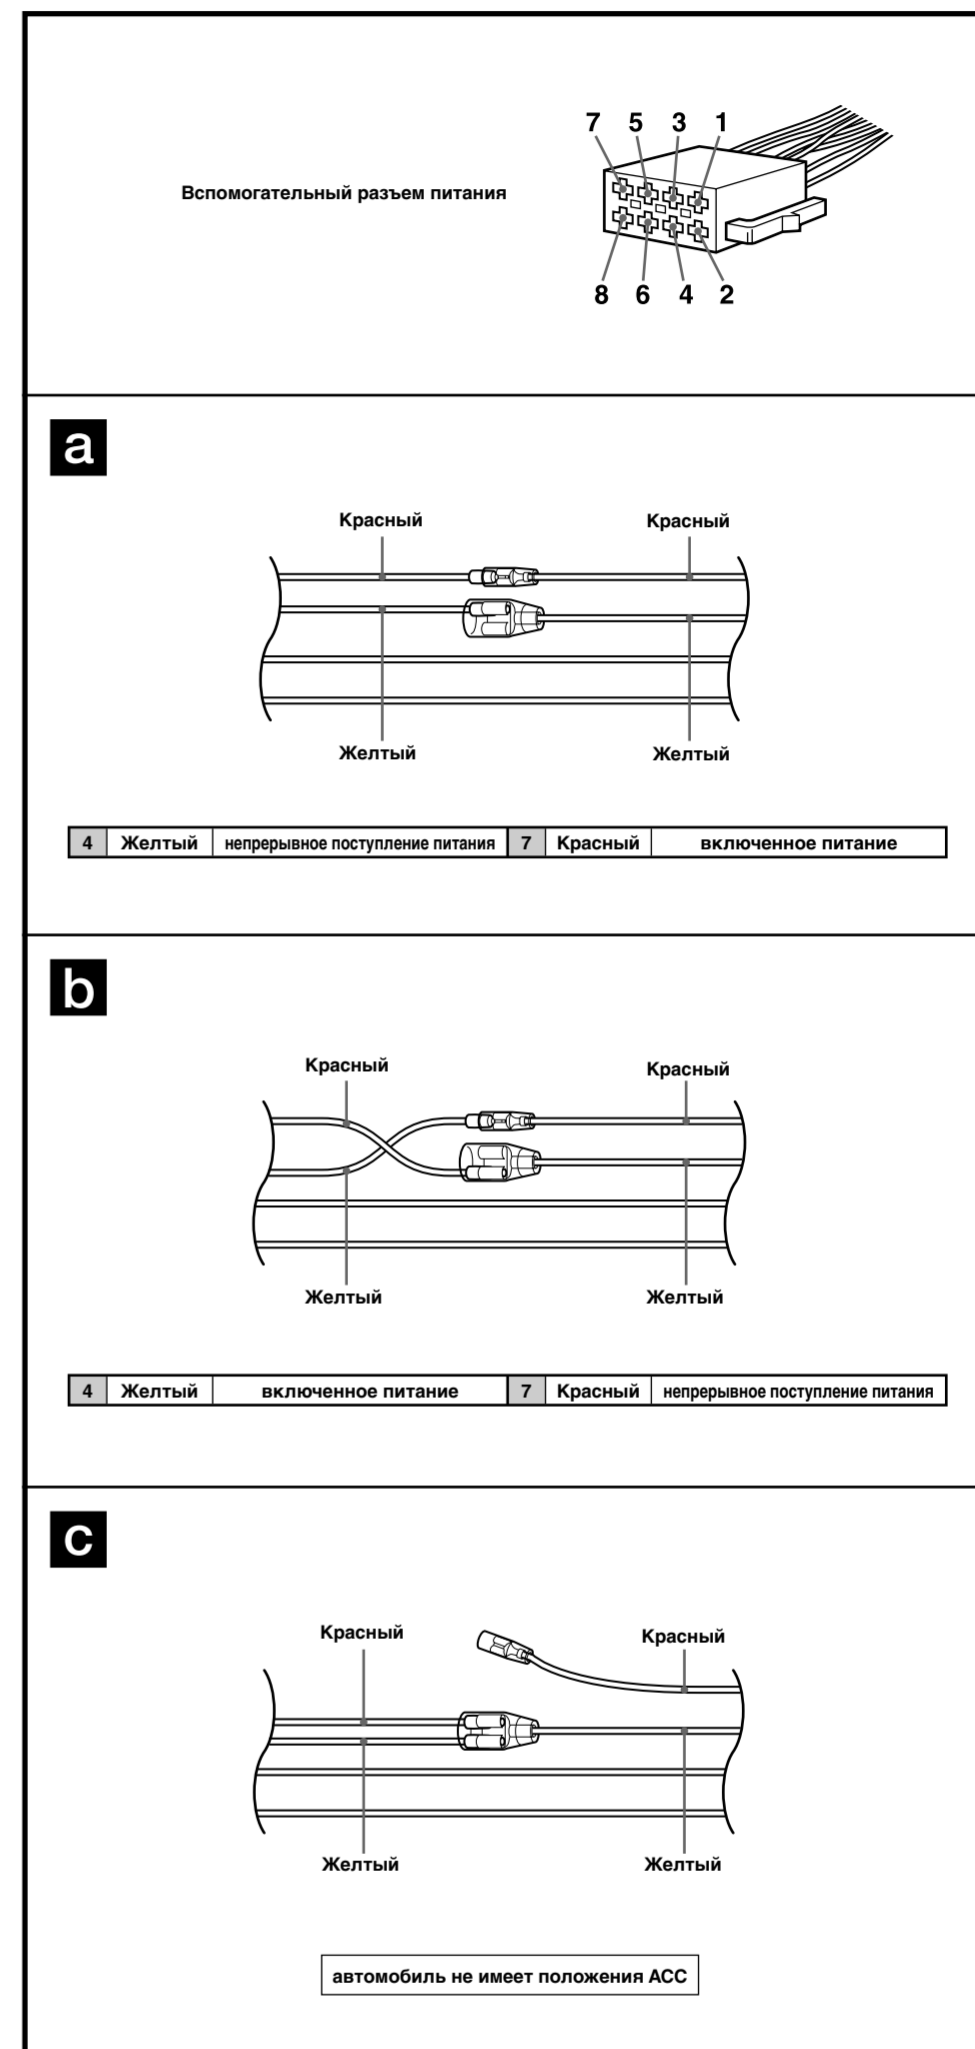 7 5 3 1
Вспомогательный разъем питания
8 6 4 2
a
Красный Красный
Желтый Желтый
4 Желтый непрерывное поступление питания 7 Красный включенное питание
b
Красный Красный
Желтый Желтый
4 Желтый включенное питание 7 Красный непрерывное поступление питания
c
Красный Красный
Желтый Желтый
автомобиль не имеет положения ACC